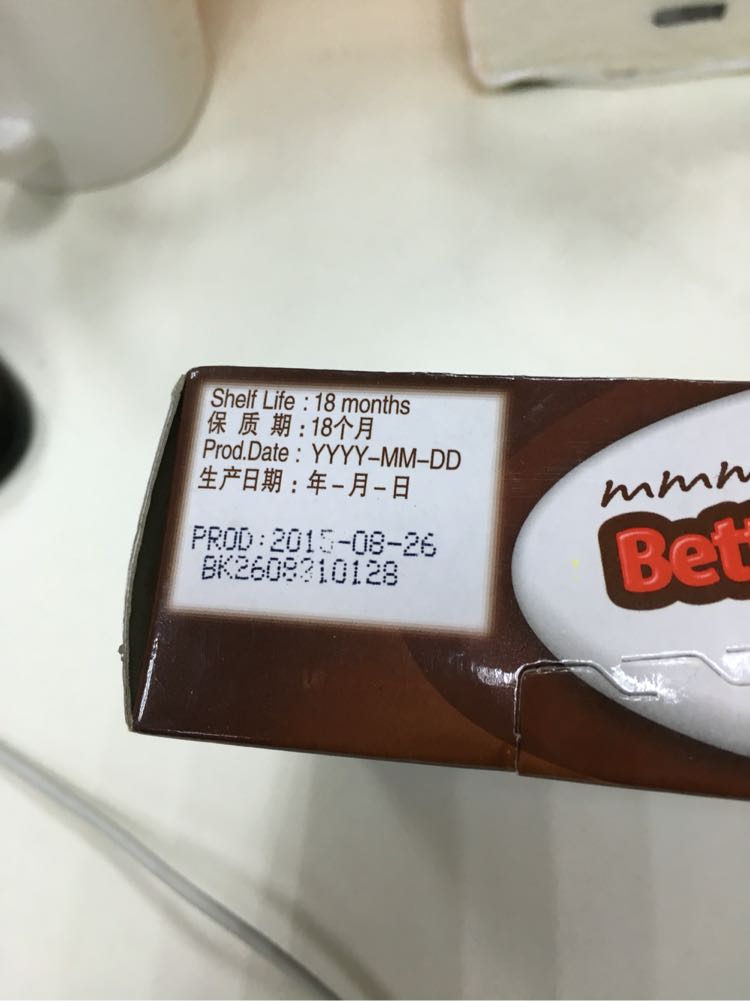 Shelf Life : 18 months
保 质 期 : 18个月
Prod.Date : YYYY-MM-DD
生产日期 : 年-月-日
PROD:2015-08-26
BK2608310128
mmm
Bett